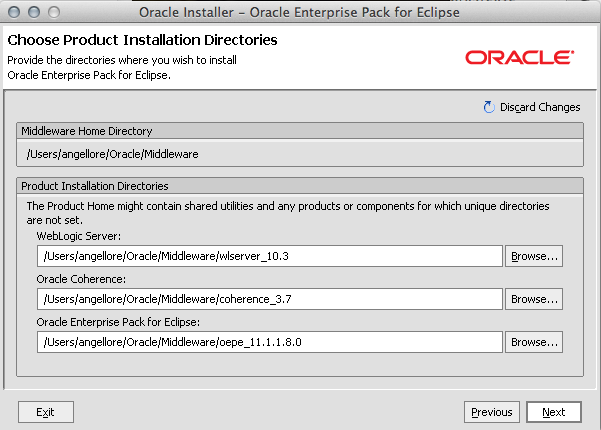 Oracle Installer - Oracle Enterprise Pack for Eclipse
Choose Product Installation Directories
Provide the directories where you wish to install
Oracle Enterprise Pack for Eclipse.
ORACLE
Discard Changes
Middleware Home Directory
/Users/angellore/Oracle/Middleware
Product Installation Directories
The Product Home might contain shared utilities and any products or components for which unique directories
are not set.
WebLogic Server:
/Users/angellore/Oracle/Middleware/wlserver_10.3 Browse...
Oracle Coherence:
/Users/angellore/Oracle/Middleware/coherence_3.7 Browse...
Oracle Enterprise Pack for Eclipse:
/Users/angellore/Oracle/Middleware/oepe_11.1.1.8.0 Browse...
Exit Previous Next